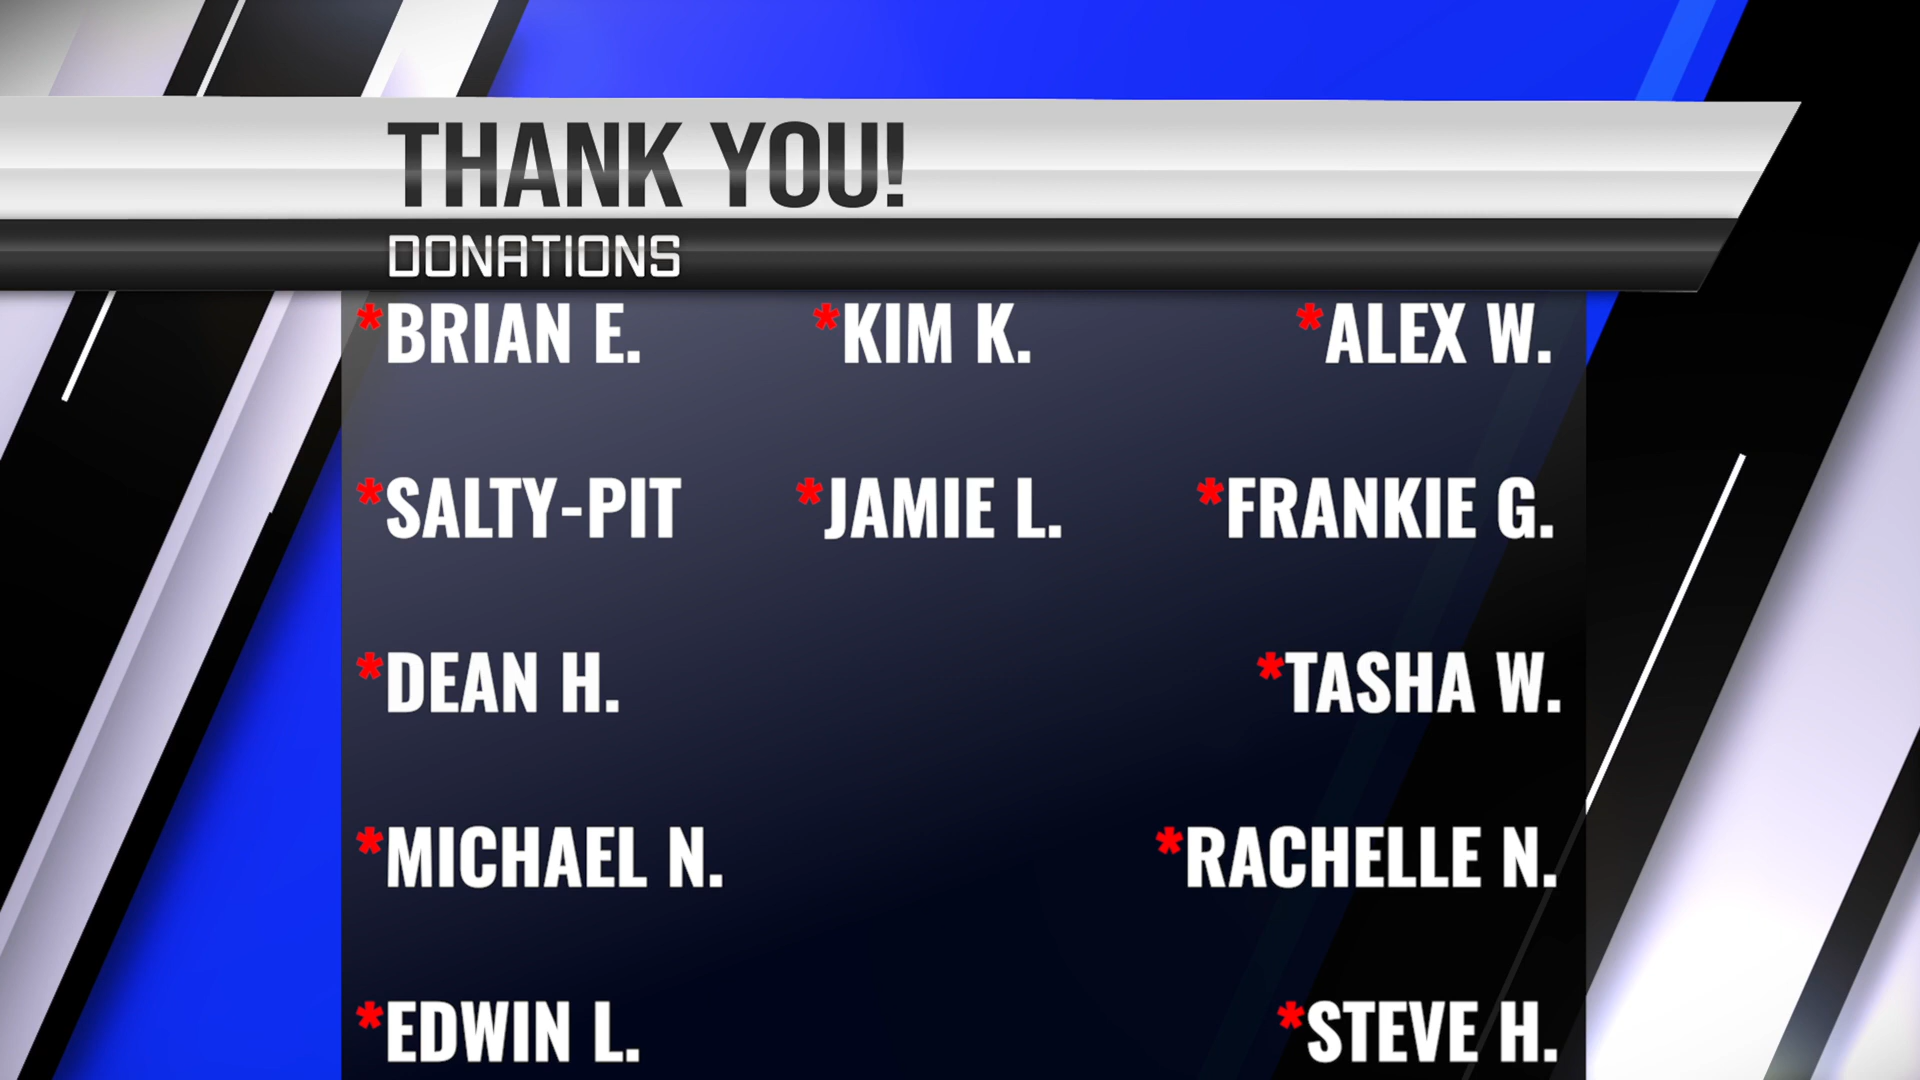 THANK YOU!
DONATIONS
*BRIAN E. *KIM K. *ALEX W.
*SALTY-PIT *JAMIE L. *FRANKIE G.
*DEAN H. *TASHA W.
*MICHAEL N. *RACHELLE N.
*EDWIN L. *STEVE H.